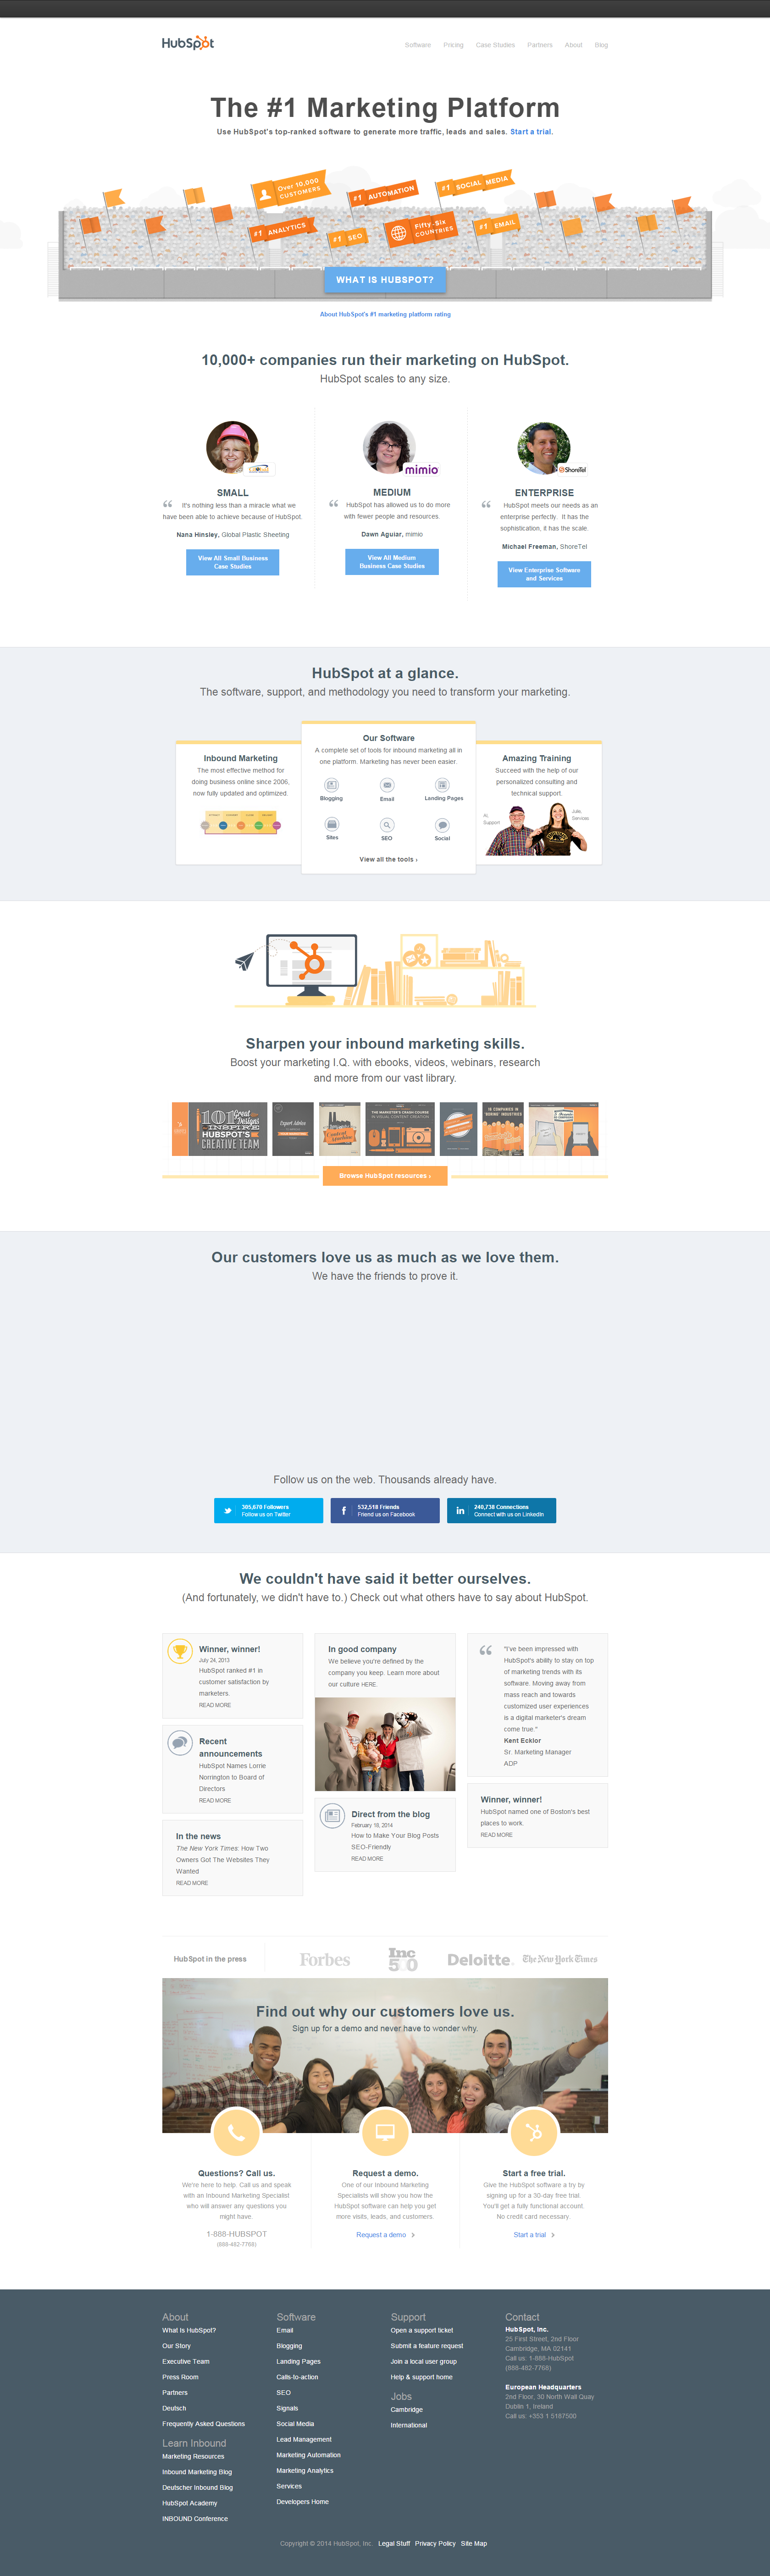 HubSpot
Software Pricing Case Studies Partners About Blog
The #1 Marketing Platform
Use HubSpot's top-ranked software to generate more traffic, leads and sales. Start a trial.
Over 10,000
CUSTOMERS
#1 AUTOMATION
#1 SOCIAL MEDIA
#1 ANALYTICS
#1 SEO
Fifty-Six
COUNTRIES
#1 EMAIL
WHAT IS HUBSPOT?
About HubSpot's #1 marketing platform rating
10,000+ companies run their marketing on HubSpot.
HubSpot scales to any size.
SMALL
It's nothing less than a miracle what we
have been able to achieve because of HubSpot.
Nana Hinsley, Global Plastic Sheeting
View All Small Business
Case Studies
mimio
MEDIUM
HubSpot has allowed us to do more
with fewer people and resources.
Dawn Aguiar, mimio
View All Medium
Business Case Studies
ShoreTel
ENTERPRISE
HubSpot meets our needs as an
enterprise perfectly. It has the
sophistication, it has the scale.
Michael Freeman, ShoreTel
View Enterprise Software
and Services
HubSpot at a glance.
The software, support, and methodology you need to transform your marketing.
Inbound Marketing
The most effective method for
doing business online since 2006,
now fully updated and optimized.
Our Software
A complete set of tools for inbound marketing all in
one platform. Marketing has never been easier.
Blogging
Email
Landing Pages
Sites
SEO
Social
View all the tools ›
Amazing Training
Succeed with the help of our
personalized consulting and
technical support.
Al,
Support
Julie,
Services
Sharpen your inbound marketing skills.
Boost your marketing I.Q. with ebooks, videos, webinars, research
and more from our vast library.
101 Great
Designs
to
INSPIRE
HUBSPOT'S
CREATIVE TEAM
THE MARKETER'S CRASH COURSE
IN VISUAL CONTENT CREATION
Browse HubSpot resources ›
Our customers love us as much as we love them.
We have the friends to prove it.
Follow us on the web. Thousands already have.
305,670 Followers
Follow us on Twitter
532,518 Friends
Friend us on Facebook
240,738 Connections
Connect with us on LinkedIn
We couldn't have said it better ourselves.
(And fortunately, we didn't have to.) Check out what others have to say about HubSpot.
Winner, winner!
July 24, 2013
HubSpot ranked #1 in
customer satisfaction by
marketers.
READ MORE
Recent
announcements
HubSpot Names Lorrie
Norrington to Board of
Directors
READ MORE
In the news
The New York Times: How Two
Owners Got The Websites They
Wanted
READ MORE
In good company
We believe you're defined by the
company you keep. Learn more about
our culture HERE.
Direct from the blog
February 18, 2014
How to Make Your Blog Posts
SEO-Friendly
READ MORE
"I've been impressed with
HubSpot's ability to stay on top
of marketing trends with its
software. Moving away from
mass reach and towards
customized user experiences
is a digital marketer's dream
come true."
Kent Ecklor
Sr. Marketing Manager
ADP
Winner, winner!
HubSpot named one of Boston's best
places to work.
READ MORE
HubSpot in the press
Forbes
Inc
500
Deloitte.
The New York Times
Find out why our customers love us.
Sign up for a demo and never have to wonder why.
Questions? Call us.
We're here to help. Call us and speak
with an Inbound Marketing Specialist
who will answer any questions you
might have.
1-888-HUBSPOT
(888-482-7768)
Request a demo.
One of our Inbound Marketing
Specialists will show you how the
HubSpot software can help you get
more visits, leads, and customers.
Request a demo ›
Start a free trial.
Give the HubSpot software a try by
signing up for a 30-day free trial.
You'll get a fully functional account.
No credit card necessary.
Start a trial ›
About
What Is HubSpot?
Our Story
Executive Team
Press Room
Partners
Deutsch
Frequently Asked Questions
Learn Inbound
Marketing Resources
Inbound Marketing Blog
Deutscher Inbound Blog
HubSpot Academy
INBOUND Conference
Software
Email
Blogging
Landing Pages
Calls-to-action
SEO
Signals
Social Media
Lead Management
Marketing Automation
Marketing Analytics
Services
Developers Home
Support
Open a support ticket
Submit a feature request
Join a local user group
Help & support home
Jobs
Cambridge
International
Contact
HubSpot, Inc.
25 First Street, 2nd Floor
Cambridge, MA 02141
Call us: 1-888-HubSpot
(888-482-7768)
European Headquarters
2nd Floor, 30 North Wall Quay
Dublin 1, Ireland
Call us: +353 1 5187500
Copyright © 2014 HubSpot, Inc. Legal Stuff Privacy Policy Site Map